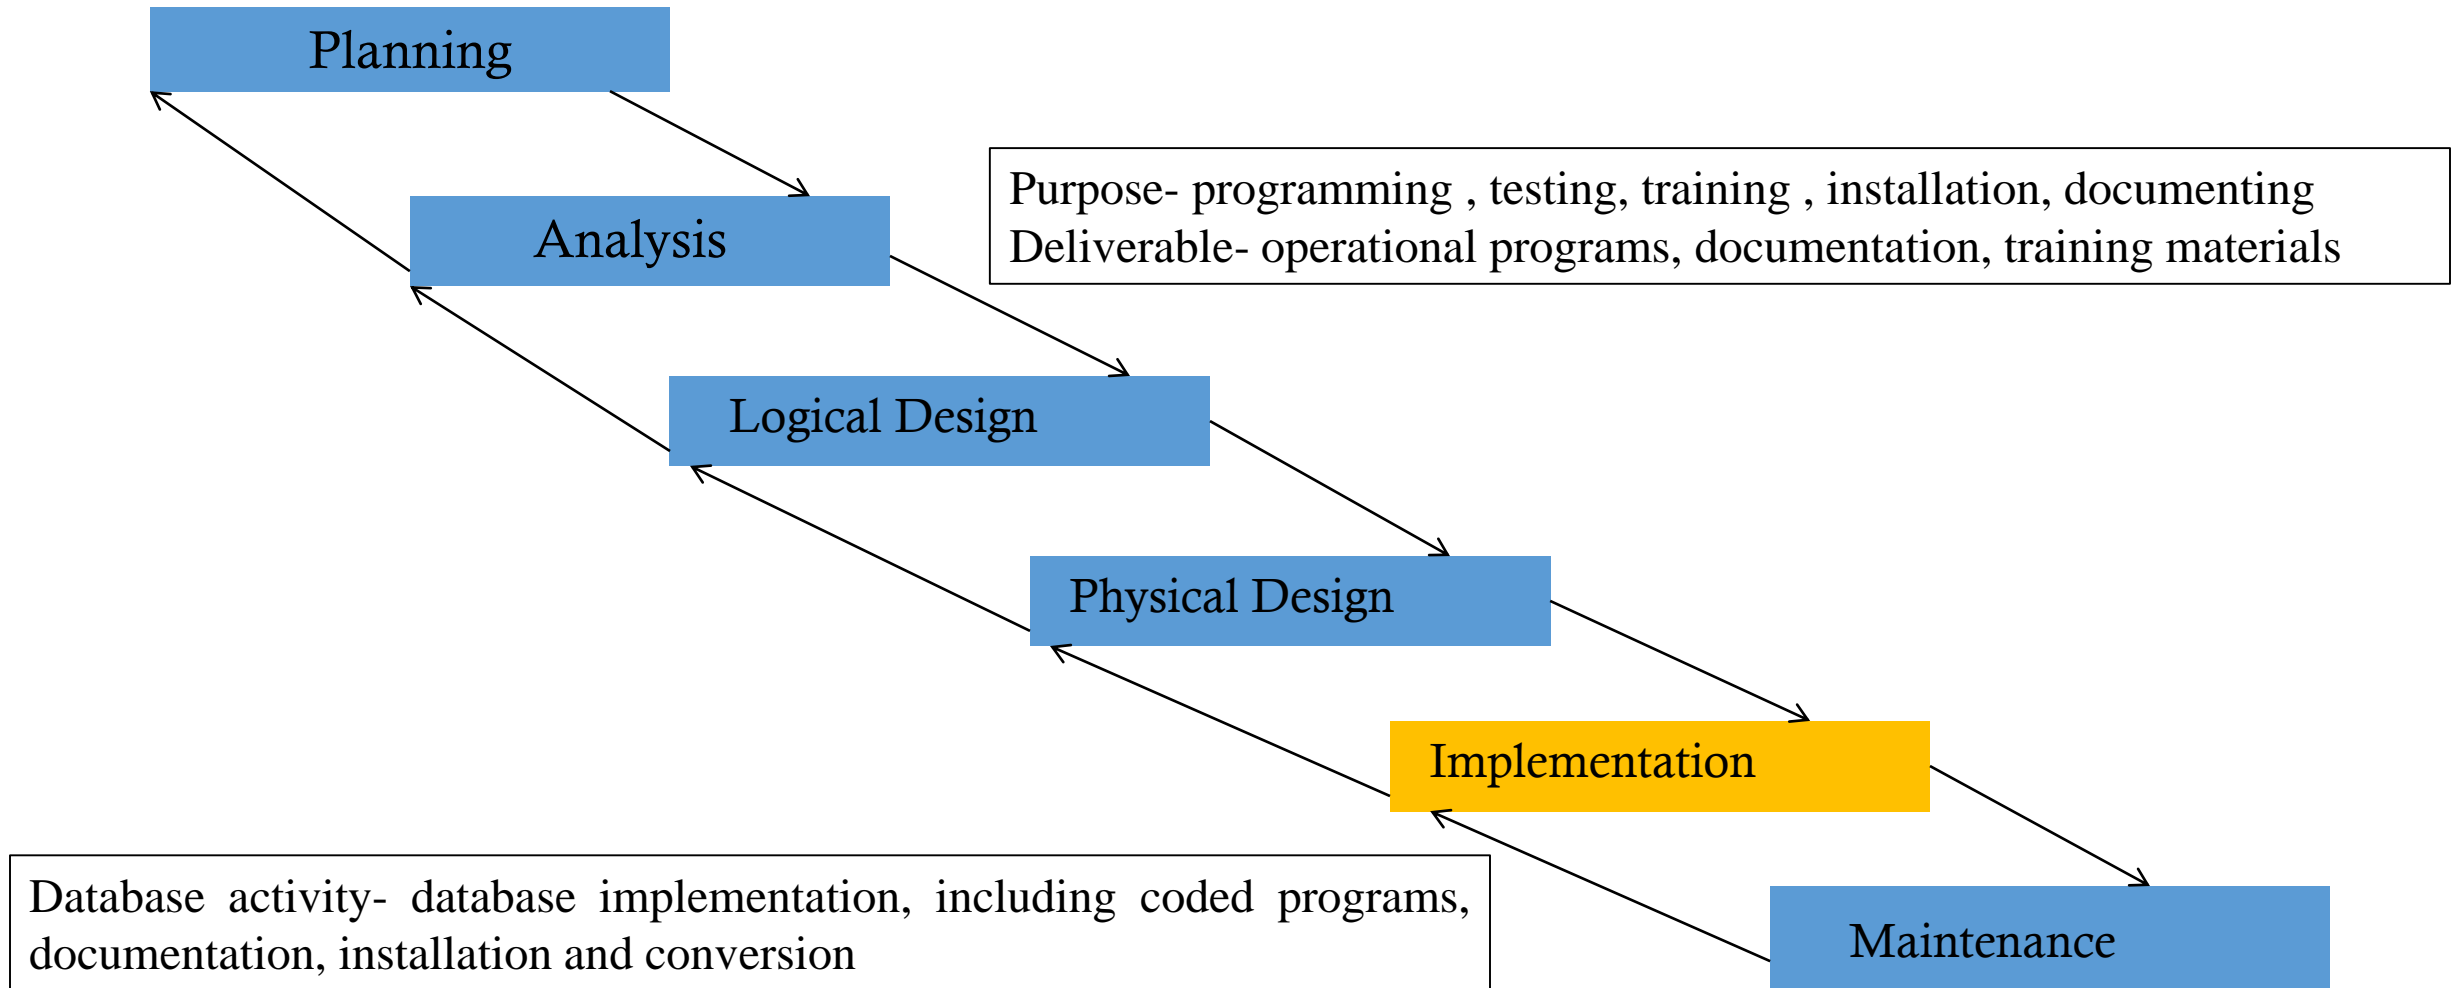 Planning
Analysis
Purpose- programming , testing, training , installation, documenting
Deliverable- operational programs, documentation, training materials
Logical Design
Physical Design
Implementation
Database activity- database implementation, including coded programs,
documentation, installation and conversion
Maintenance